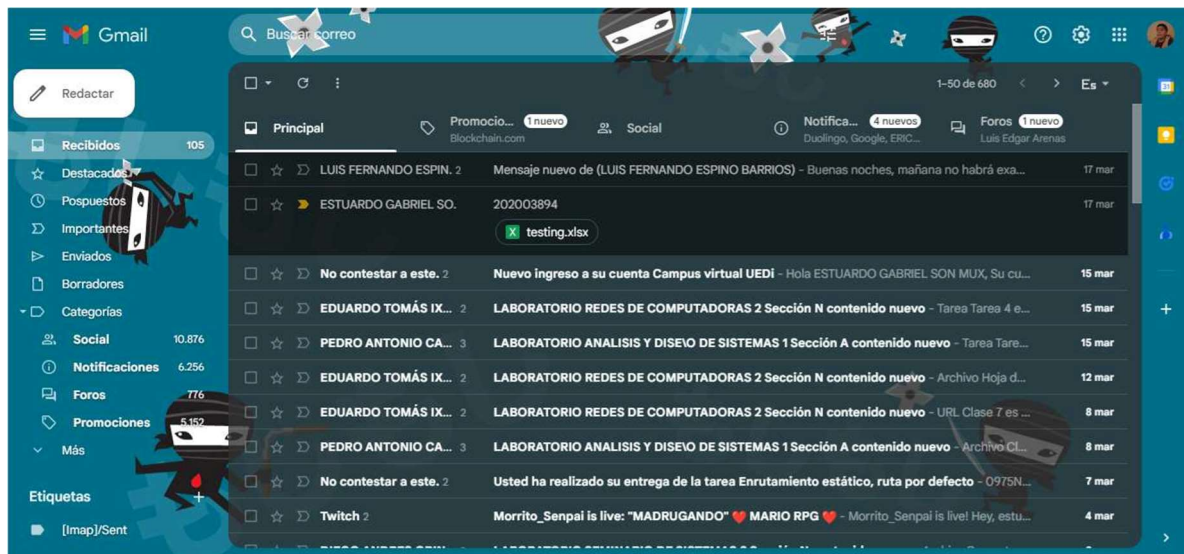 Gmail
Buscar correo
Redactar
1–50 de 680
Es
Principal
Promocio... 1 nuevo
Blockchain.com
Social
Notifica... 4 nuevos
Duolingo, Google, ERIC...
Foros 1 nuevo
Luis Edgar Arenas
Recibidos 105
Destacados
Pospuestos
Importantes
Enviados
Borradores
Categorías
Social 10.876
Notificaciones 6.256
Foros 776
Promociones 5.152
Más
Etiquetas
[Imap]/Sent
LUIS FERNANDO ESPIN. 2 Mensaje nuevo de (LUIS FERNANDO ESPINO BARRIOS) – Buenas noches, mañana no habrá exa... 17 mar
ESTUARDO GABRIEL SO. 202003894 17 mar
X testing.xlsx
No contestar a este. 2 Nuevo ingreso a su cuenta Campus virtual UEDi – Hola ESTUARDO GABRIEL SON MUX, Su cu... 15 mar
EDUARDO TOMÁS IX... 2 LABORATORIO REDES DE COMPUTADORAS 2 Sección N contenido nuevo – Tarea Tarea 4 e... 15 mar
PEDRO ANTONIO CA... 3 LABORATORIO ANALISIS Y DISE\O DE SISTEMAS 1 Sección A contenido nuevo – Tarea Tare... 15 mar
EDUARDO TOMÁS IX... 2 LABORATORIO REDES DE COMPUTADORAS 2 Sección N contenido nuevo – Archivo Hoja d... 12 mar
EDUARDO TOMÁS IX... 2 LABORATORIO REDES DE COMPUTADORAS 2 Sección N contenido nuevo – URL Clase 7 es ... 8 mar
PEDRO ANTONIO CA... 3 LABORATORIO ANALISIS Y DISE\O DE SISTEMAS 1 Sección A contenido nuevo – Archivo Cl... 8 mar
No contestar a este. 2 Usted ha realizado su entrega de la tarea Enrutamiento estático, ruta por defecto – 0975N... 7 mar
Twitch 2 Morrito_Senpai is live: "MADRUGANDO" ❤️ MARIO RPG ❤️ – Morrito_Senpai is live! Hey, estu... 4 mar